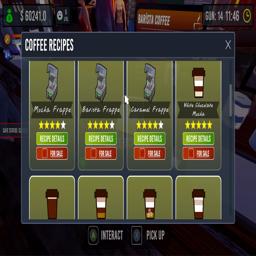 $ 60241.0
BARISTA COFFEE
GUN: 14 11:46
COFFEE RECIPES
X
Mocha Frappe
Barista Frappe
Caramel Frappe
White Chocolate Mocha
RECIPE DETAILS
RECIPE DETAILS
RECIPE DETAILS
RECIPE DETAILS
FOR SALE
FOR SALE
FOR SALE
FOR SALE
A INTERACT
X PICK UP